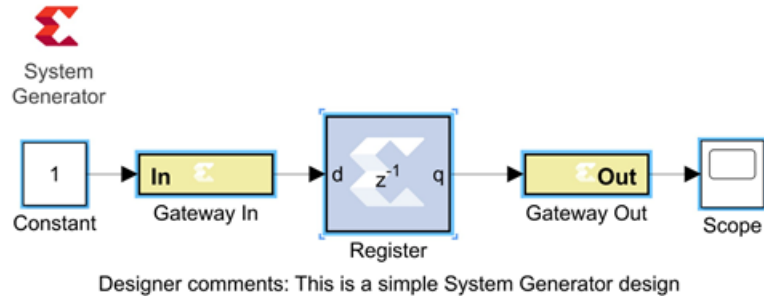 System
Generator
1
In
d
z-1
q
Out
Constant
Gateway In
Register
Gateway Out
Scope
Designer comments: This is a simple System Generator design